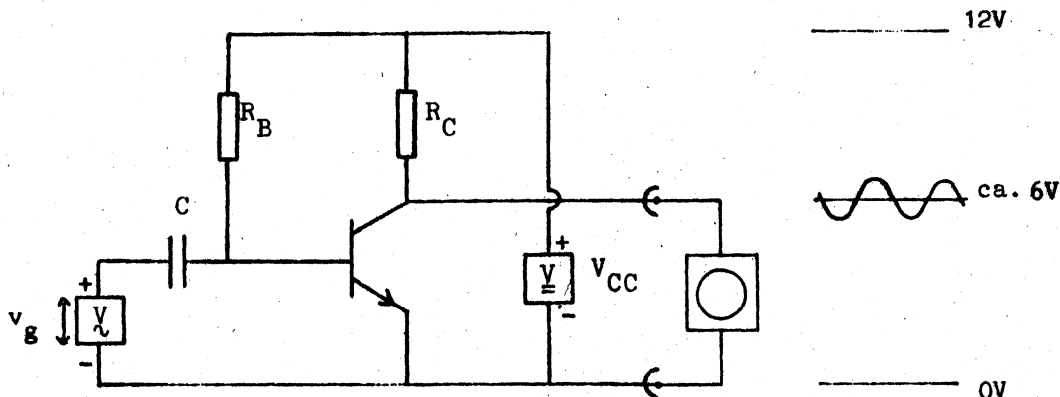 12V
R_B
R_C
C
ca. 6V
+
V_CC
+
v_g
V
~
V
=
-
-
0V